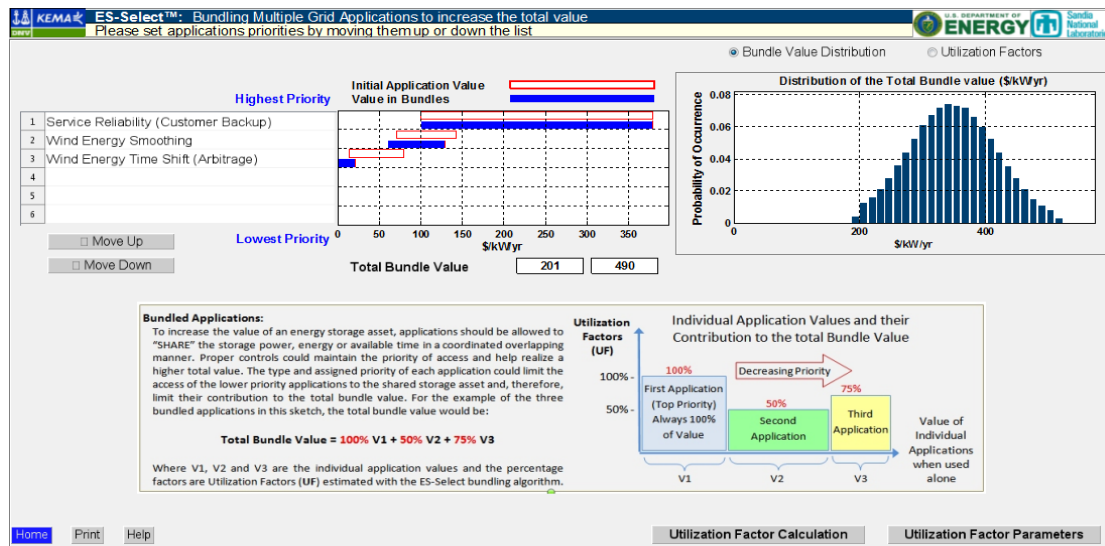 KEMA
DNV
ES-Select™: Bundling Multiple Grid Applications to increase the total value
Please set applications priorities by moving them up or down the list
U.S. DEPARTMENT OF
ENERGY
Sandia
National
Laboratories
Bundle Value Distribution
Utilization Factors
Highest Priority
Initial Application Value
Value in Bundles
1 Service Reliability (Customer Backup)
2 Wind Energy Smoothing
3 Wind Energy Time Shift (Arbitrage)
4
5
6
Move Up
Move Down
Lowest Priority
0 50 100 150 200 250 300 350
$/kW/yr
Total Bundle Value 201 490
Distribution of the Total Bundle value ($/kW/yr)
Probability of Occurrence
0.08
0.06
0.04
0.02
0
0 200 400
$/kW/yr
Bundled Applications:
To increase the value of an energy storage asset, applications should be allowed to
"SHARE" the storage power, energy or available time in a coordinated overlapping
manner. Proper controls could maintain the priority of access and help realize a
higher total value. The type and assigned priority of each application could limit the
access of the lower priority applications to the shared storage asset and, therefore,
limit their contribution to the total bundle value. For the example of the three
bundled applications in this sketch, the total bundle value would be:
Total Bundle Value = 100% V1 + 50% V2 + 75% V3
Where V1, V2 and V3 are the individual application values and the percentage
factors are Utilization Factors (UF) estimated with the ES-Select bundling algorithm.
Utilization
Factors
(UF)
Individual Application Values and their
Contribution to the total Bundle Value
100%
50%
100%
First Application
(Top Priority)
Always 100%
of Value
Decreasing Priority
50%
Second
Application
75%
Third
Application
V1
V2
V3
Value of
Individual
Applications
when used
alone
Home
Print
Help
Utilization Factor Calculation
Utilization Factor Parameters